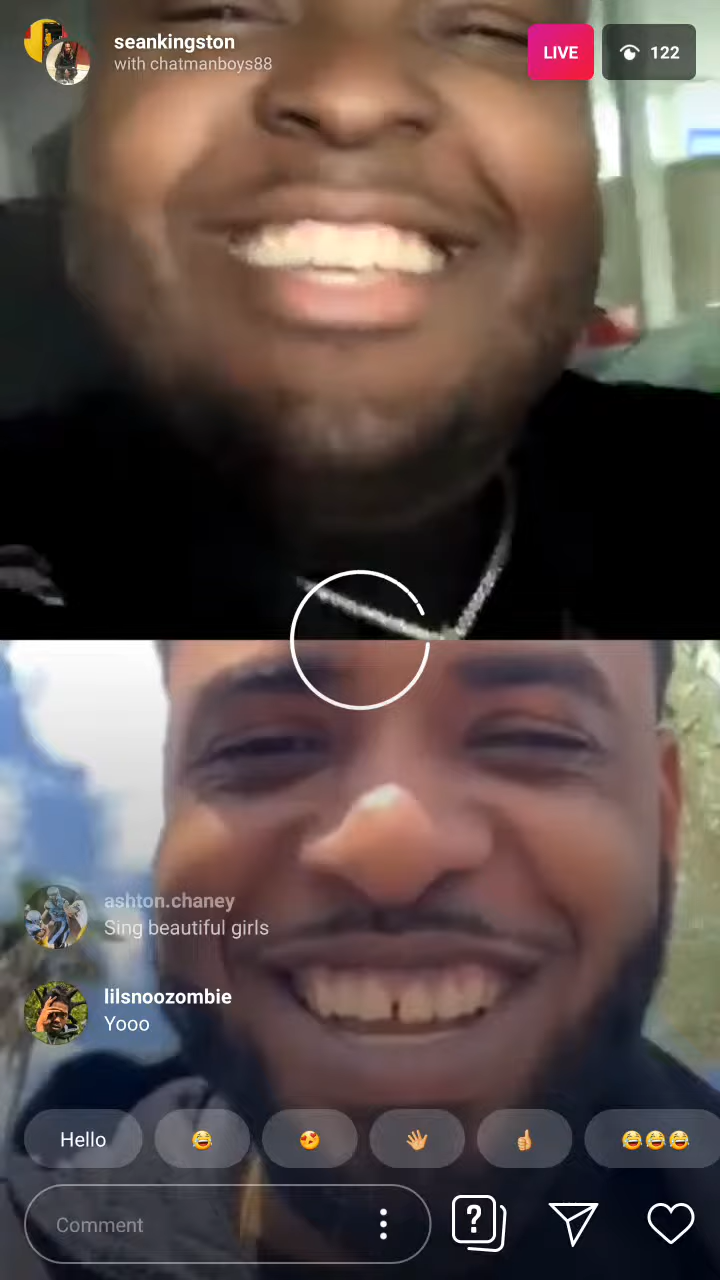 seankingston
with chatmanboys88
LIVE
122
ashton.chaney
Sing beautiful girls
lilsnoozombie
Yooo
Hello 😂 😍 👋🏼 👍🏼 😂😂😂
Comment
?